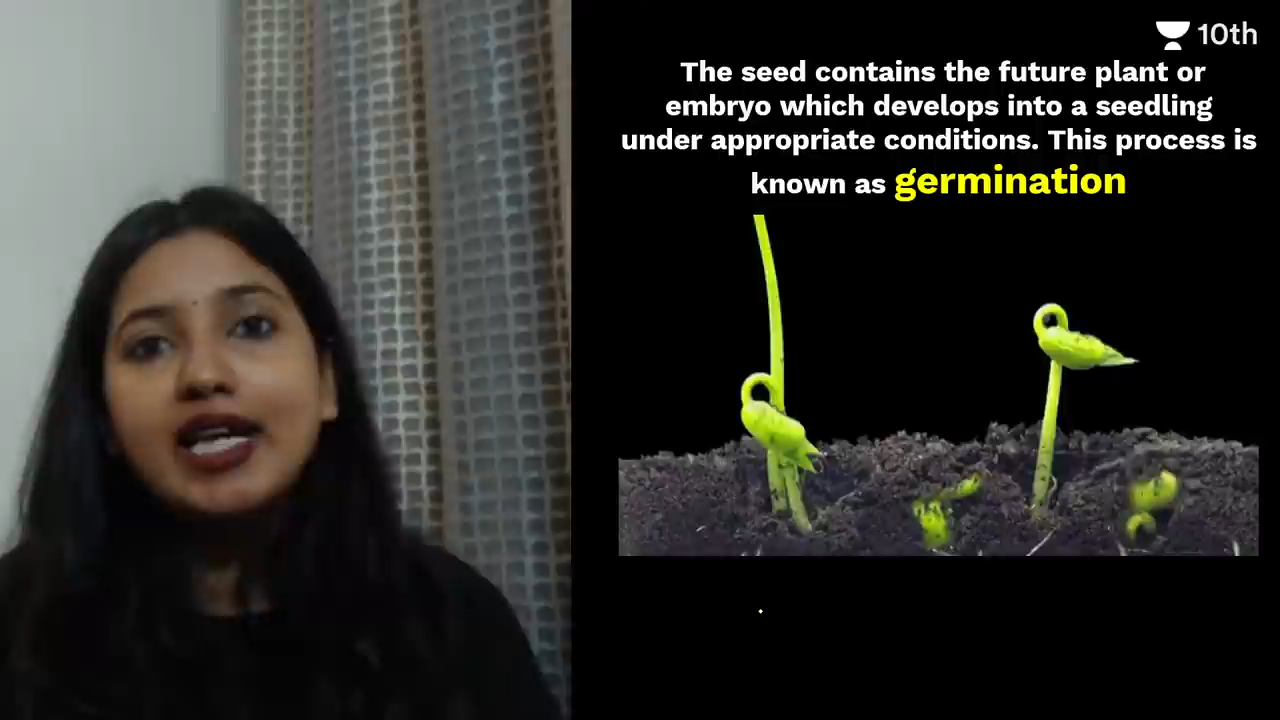 10th
The seed contains the future plant or
embryo which develops into a seedling
under appropriate conditions. This process is
known as germination